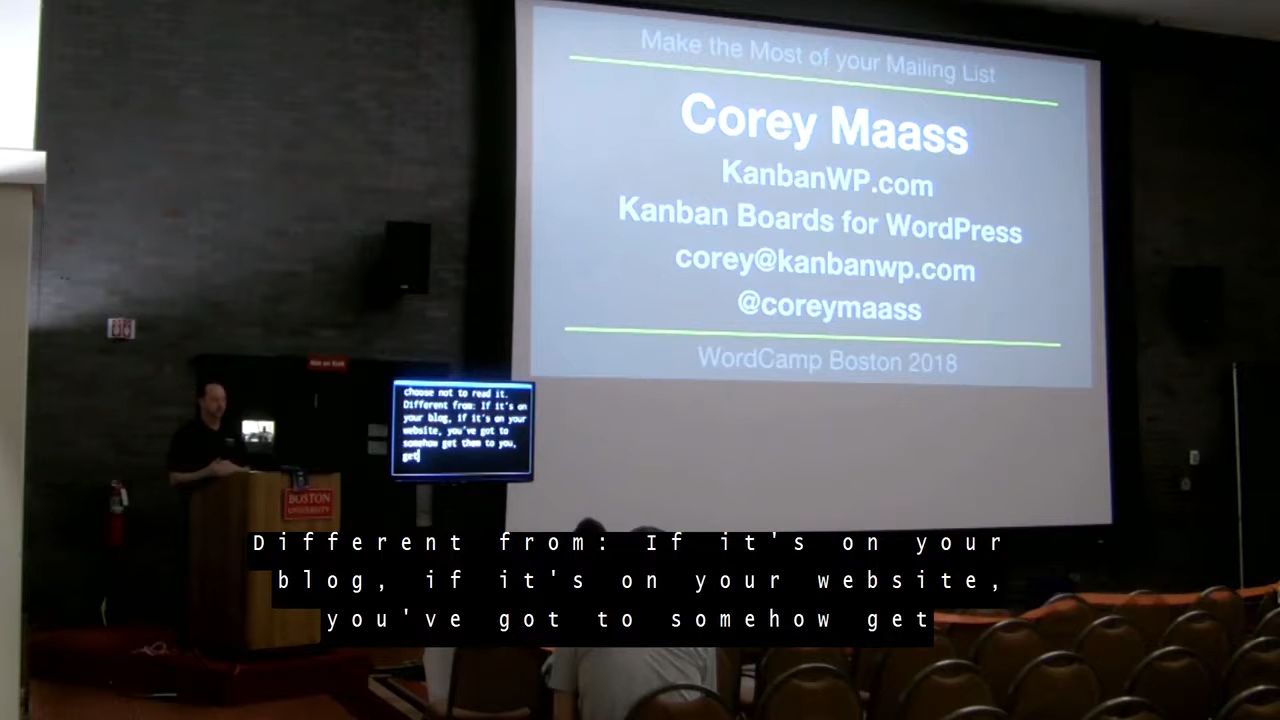 Make the Most of your Mailing List
Corey Maass
KanbanWP.com
Kanban Boards for WordPress
corey@kanbanwp.com
@coreymaass
WordCamp Boston 2018
choose not to read it.
Different from: If it's on
your blog, if it's on your
website, you've got to
somehow get them to you,
get
BOSTON
UNIVERSITY
Different from: If it's on your
blog, if it's on your website,
you've got to somehow get